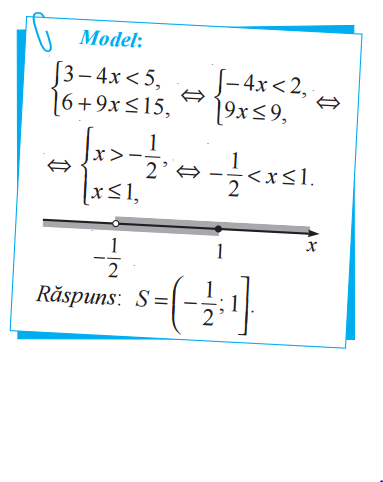 Model:
{3 – 4x < 5, ⇔ {– 4x < 2, ⇔
{6 + 9x ≤ 15, {9x ≤ 9,
⇔ {x > – 1/2, ⇔ – 1/2 < x ≤ 1.
{x ≤ 1,
– 1/2 1 x
Răspuns: S = (– 1/2; 1].